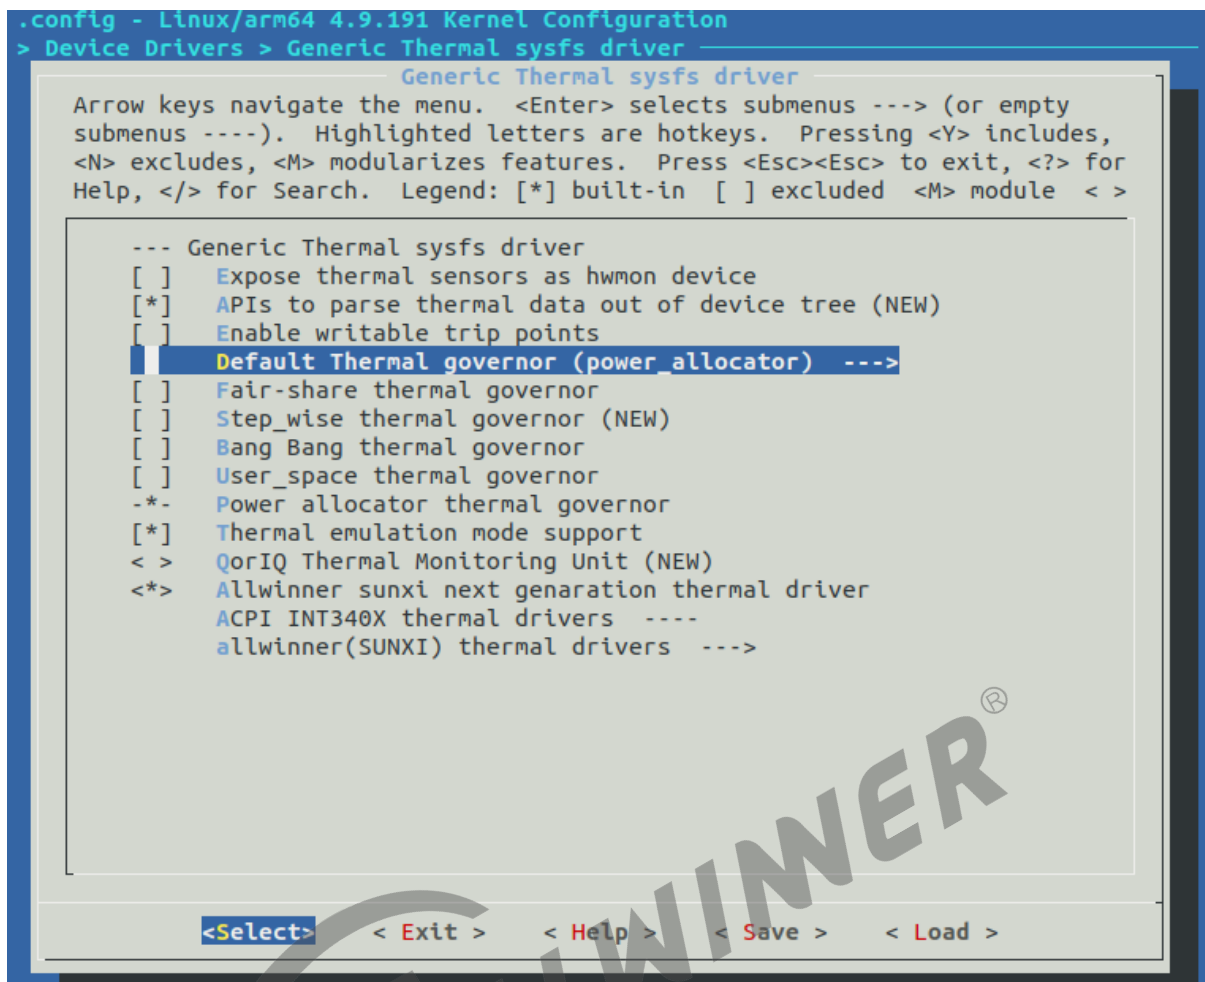 .config - Linux/arm64 4.9.191 Kernel Configuration
> Device Drivers > Generic Thermal sysfs driver
Generic Thermal sysfs driver
Arrow keys navigate the menu.  <Enter> selects submenus ---> (or empty
submenus ----).  Highlighted letters are hotkeys.  Pressing <Y> includes,
<N> excludes, <M> modularizes features.  Press <Esc><Esc> to exit, <?> for
Help, </> for Search.  Legend: [*] built-in  [ ] excluded  <M> module  < >
--- Generic Thermal sysfs driver
[ ]   Expose thermal sensors as hwmon device
[*]   APIs to parse thermal data out of device tree (NEW)
[ ]   Enable writable trip points
Default Thermal governor (power_allocator)  --->
[ ]   Fair-share thermal governor
[ ]   Step_wise thermal governor (NEW)
[ ]   Bang Bang thermal governor
[ ]   User_space thermal governor
-*-   Power allocator thermal governor
[*]   Thermal emulation mode support
< >   QorIQ Thermal Monitoring Unit (NEW)
<*>   Allwinner sunxi next genaration thermal driver
ACPI INT340X thermal drivers  ----
allwinner(SUNXI) thermal drivers  --->
<Select>    < Exit >    < Help >    < Save >    < Load >